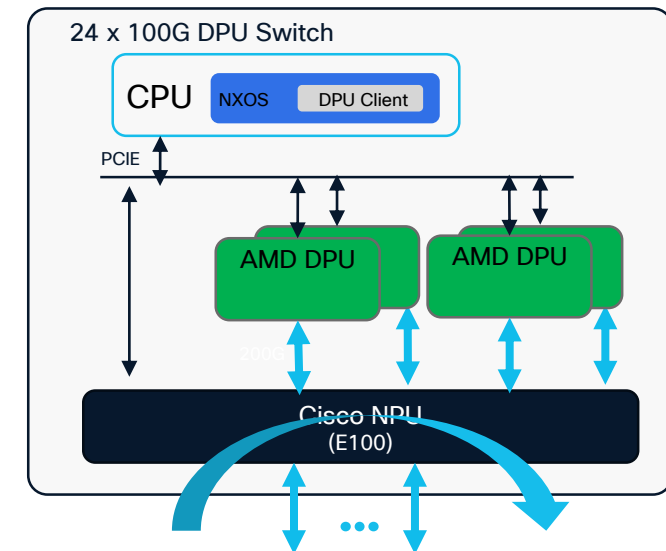 24 x 100G DPU Switch
CPU
NXOS
DPU Client
PCIE
AMD DPU
AMD DPU
200G
Cisco NPU
(E100)